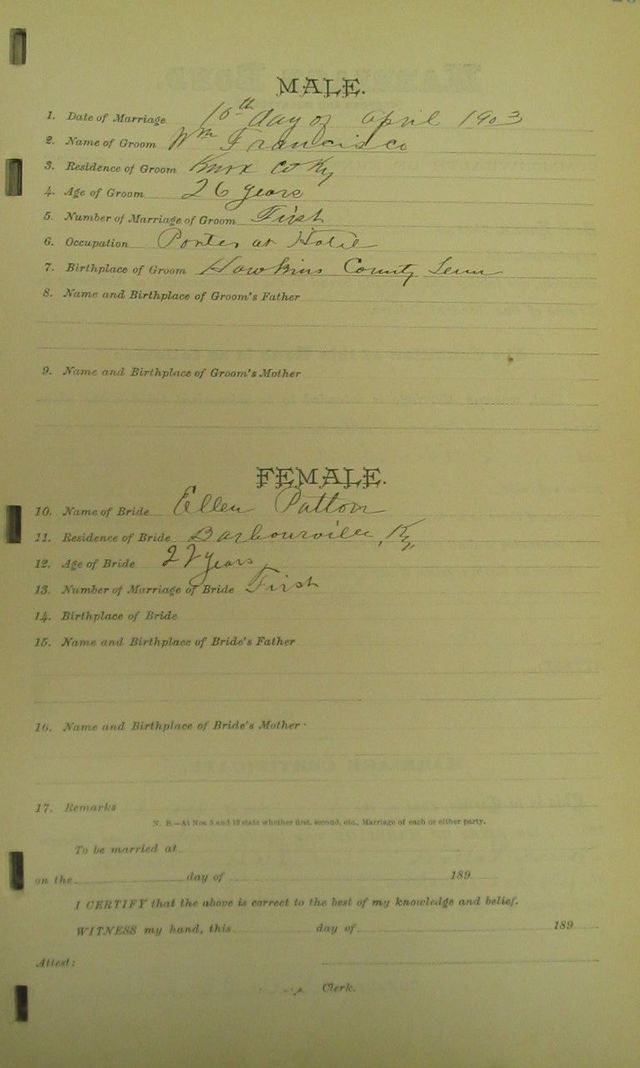 MALE.
1. Date of Marriage 10th day of april 1903
2. Name of Groom Wm Francisco
3. Residence of Groom Knox Co Ky
4. Age of Groom 26 years
5. Number of Marriage of Groom First
6. Occupation Porter at Hotel
7. Birthplace of Groom Hawkins County Tenn
8. Name and Birthplace of Groom's Father
9. Name and Birthplace of Groom's Mother
FEMALE.
10. Name of Bride Ellen Patton
11. Residence of Bride Barbourville, Ky
12. Age of Bride 22 years
13. Number of Marriage of Bride First
14. Birthplace of Bride
15. Name and Birthplace of Bride's Father
16. Name and Birthplace of Bride's Mother
17. Remarks
N. B.—At Nos 5 and 13 state whether first, second, etc., Marriage of each or either party.
To be married at
on the day of 189
I CERTIFY that the above is correct to the best of my knowledge and belief.
WITNESS my hand, this day of 189
Attest:
Clerk.